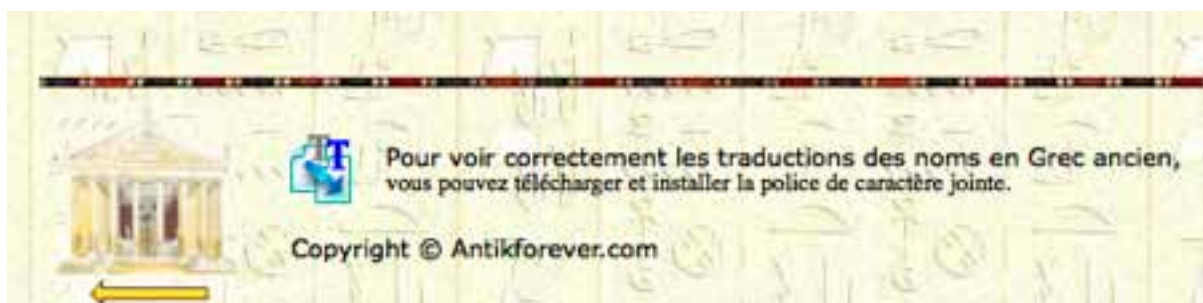 Pour voir correctement les traductions des noms en Grec ancien,
vous pouvez télécharger et installer la police de caractère jointe.
Copyright © Antikforever.com